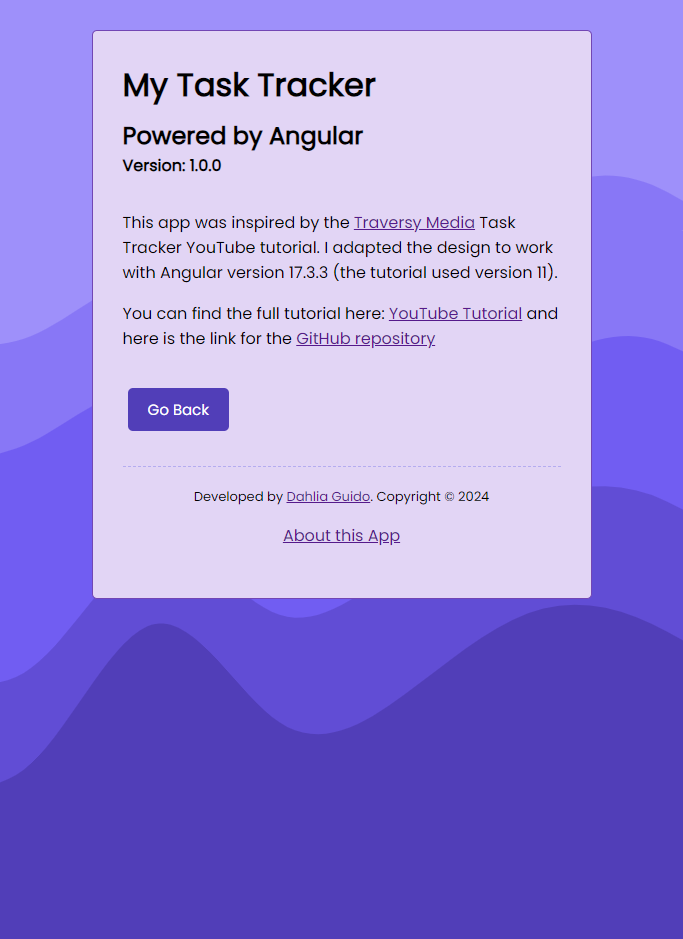 My Task Tracker
Powered by Angular
Version: 1.0.0
This app was inspired by the Traversy Media Task
Tracker YouTube tutorial. I adapted the design to work
with Angular version 17.3.3 (the tutorial used version 11).
You can find the full tutorial here: YouTube Tutorial and
here is the link for the GitHub repository
Go Back
Developed by Dahlia Guido. Copyright © 2024
About this App